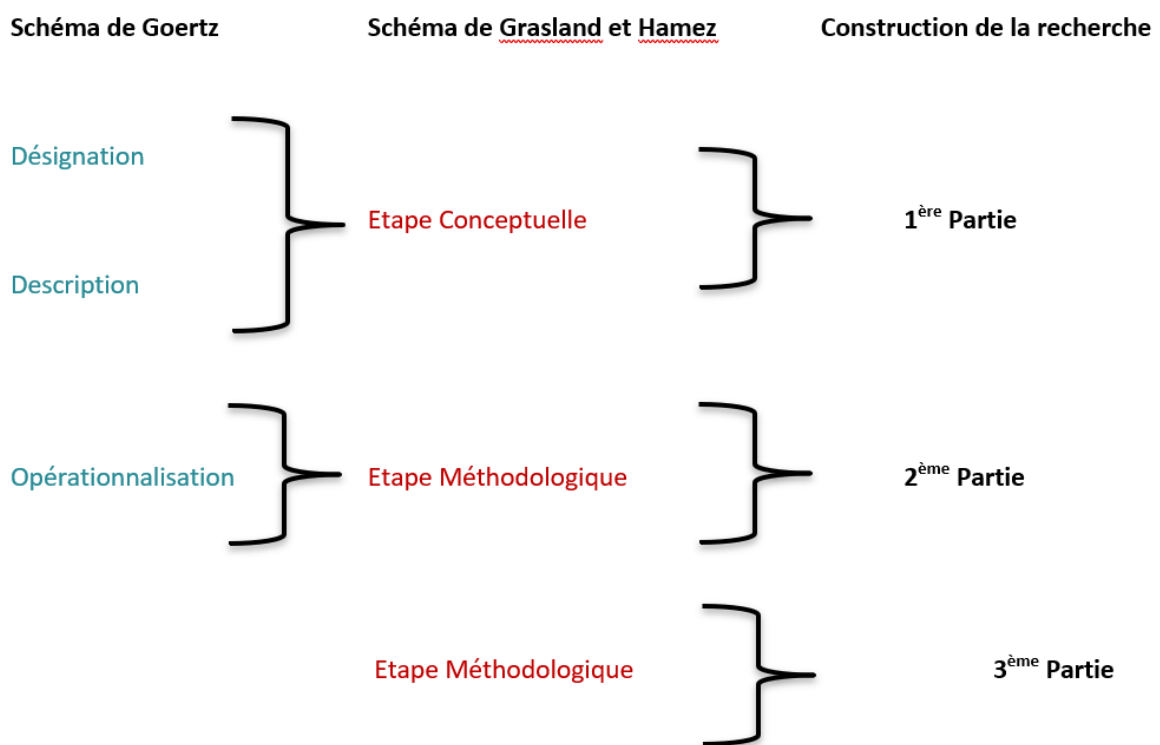 Schéma de Goertz
Schéma de Grasland et Hamez
Construction de la recherche
Désignation
Etape Conceptuelle
1ère Partie
Description
Opérationnalisation
Etape Méthodologique
2ème Partie
Etape Méthodologique
3ème Partie